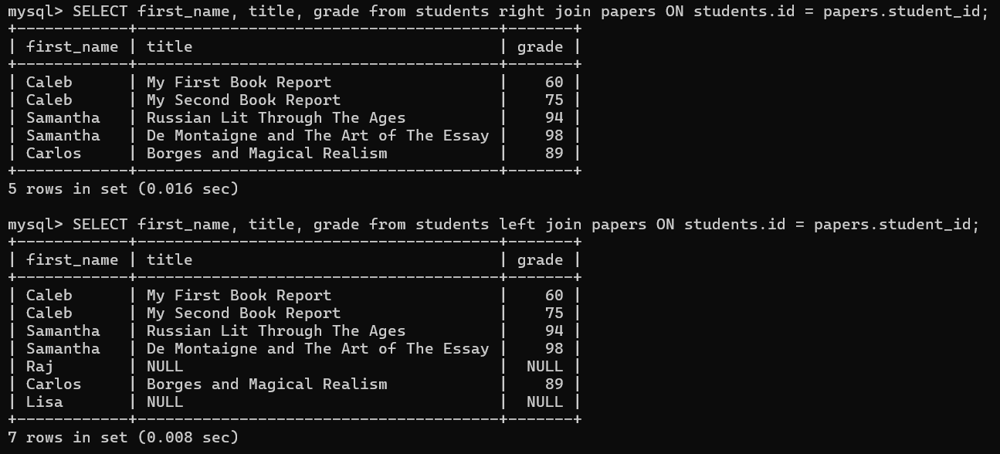 mysql> SELECT first_name, title, grade from students right join papers ON students.id = papers.student_id;
+------------+---------------------------------------+-------+
| first_name | title                                 | grade |
+------------+---------------------------------------+-------+
| Caleb      | My First Book Report                  |    60 |
| Caleb      | My Second Book Report                 |    75 |
| Samantha   | Russian Lit Through The Ages          |    94 |
| Samantha   | De Montaigne and The Art of The Essay |    98 |
| Carlos     | Borges and Magical Realism            |    89 |
+------------+---------------------------------------+-------+
5 rows in set (0.016 sec)

mysql> SELECT first_name, title, grade from students left join papers ON students.id = papers.student_id;
+------------+---------------------------------------+-------+
| first_name | title                                 | grade |
+------------+---------------------------------------+-------+
| Caleb      | My First Book Report                  |    60 |
| Caleb      | My Second Book Report                 |    75 |
| Samantha   | Russian Lit Through The Ages          |    94 |
| Samantha   | De Montaigne and The Art of The Essay |    98 |
| Raj        | NULL                                  |  NULL |
| Carlos     | Borges and Magical Realism            |    89 |
| Lisa       | NULL                                  |  NULL |
+------------+---------------------------------------+-------+
7 rows in set (0.008 sec)